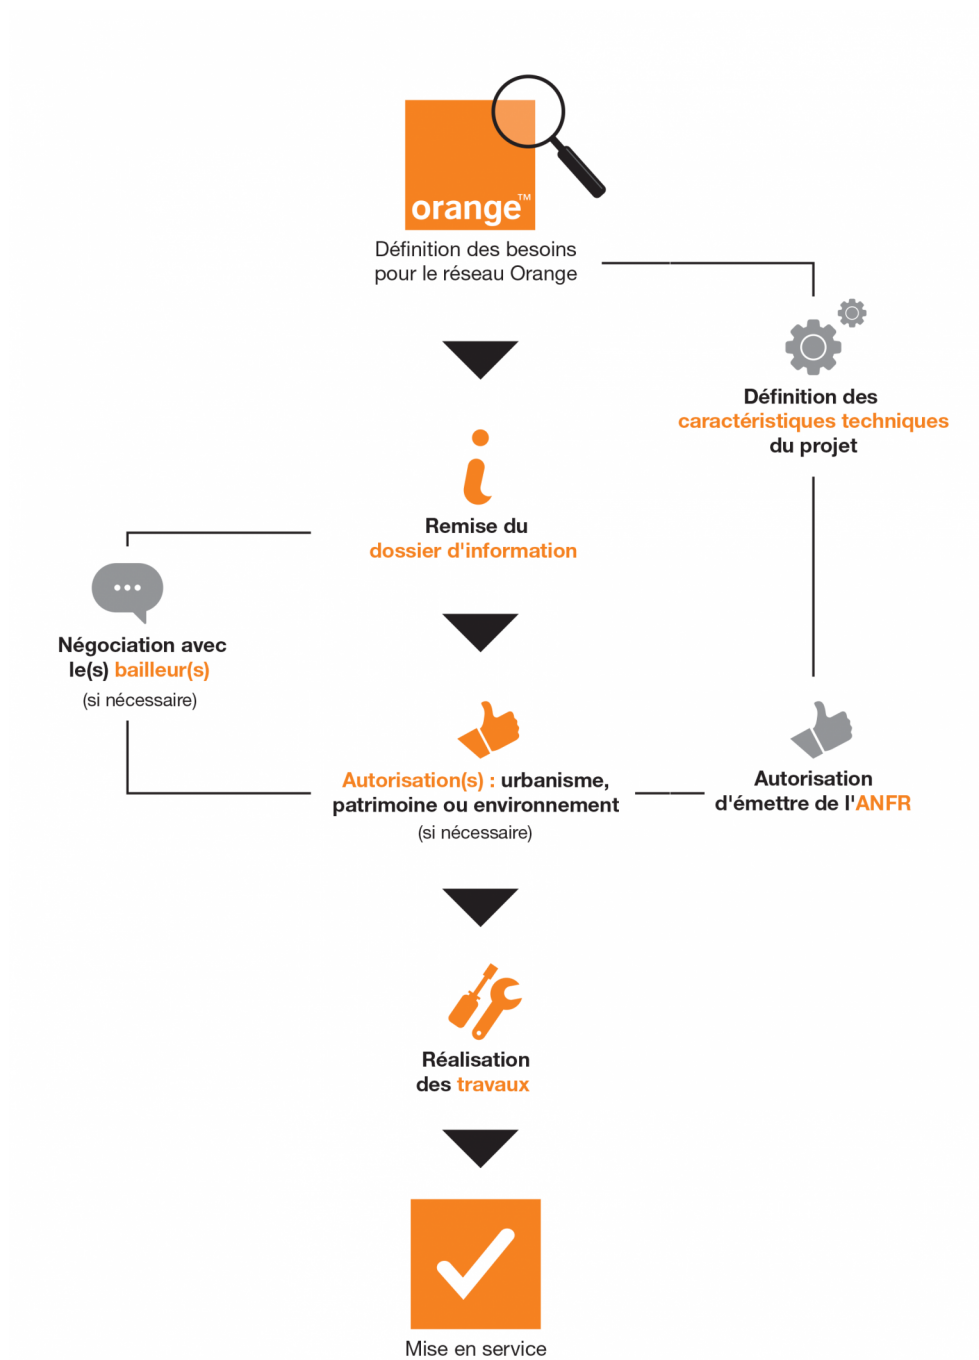 orange™
Définition des besoins
pour le réseau Orange
Définition des
caractéristiques techniques
du projet
Remise du
dossier d'information
Négociation avec
le(s) bailleur(s)
(si nécessaire)
Autorisation(s) : urbanisme,
patrimoine ou environnement
(si nécessaire)
Autorisation
d'émettre de l'ANFR
Réalisation
des travaux
Mise en service